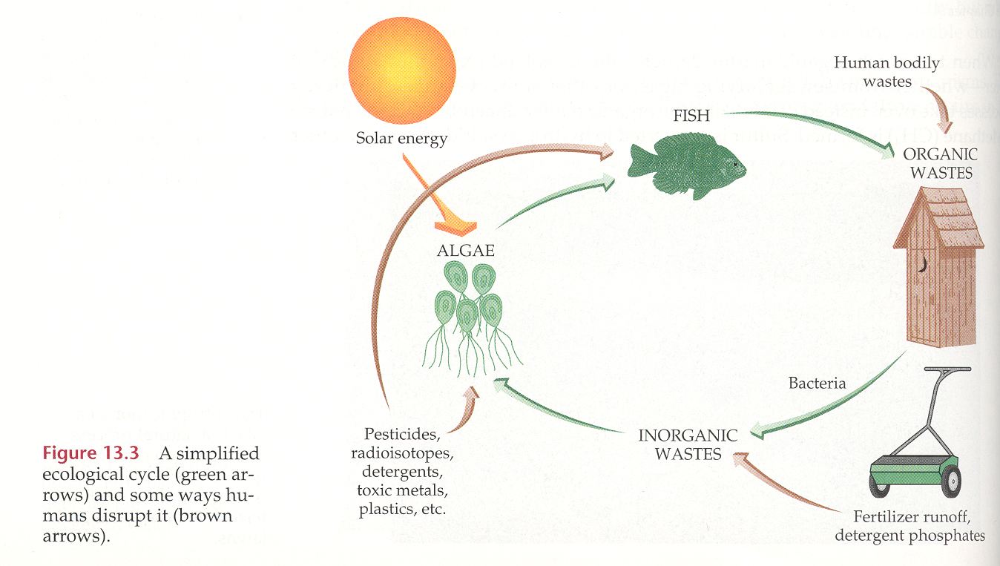 Solar energy
Human bodily
wastes
FISH
ORGANIC
WASTES
ALGAE
Bacteria
INORGANIC
WASTES
Pesticides,
radioisotopes,
detergents,
toxic metals,
plastics, etc.
Fertilizer runoff,
detergent phosphates
Figure 13.3 A simplified
ecological cycle (green ar-
rows) and some ways hu-
mans disrupt it (brown
arrows).